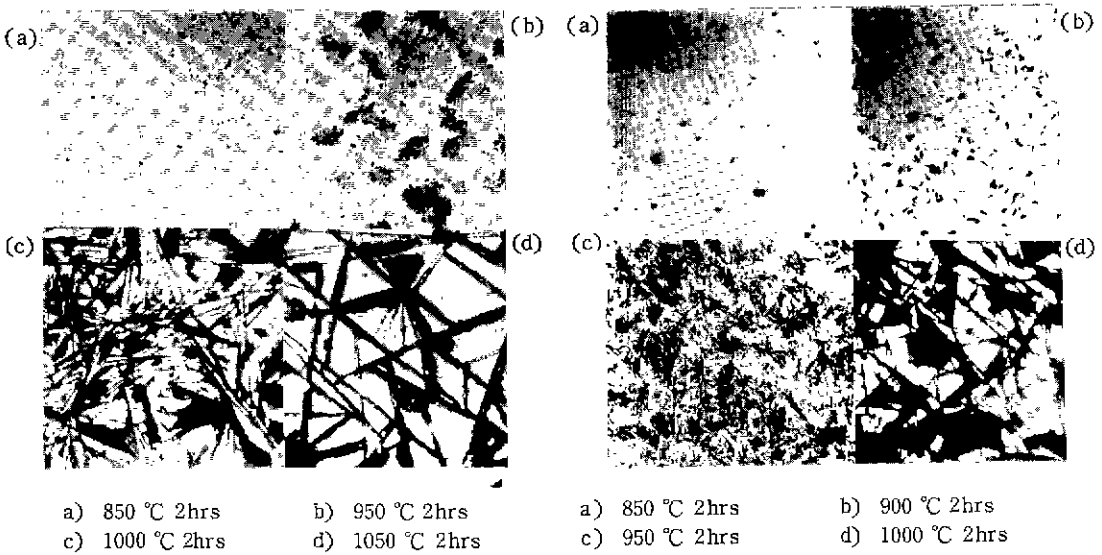 (a)
(b)
(c)
(d)
a) 850 ℃ 2hrs
b) 950 ℃ 2hrs
c) 1000 ℃ 2hrs
d) 1050 ℃ 2hrs
(a)
(b)
(c)
(d)
a) 850 ℃ 2hrs
b) 900 ℃ 2hrs
c) 950 ℃ 2hrs
d) 1000 ℃ 2hrs